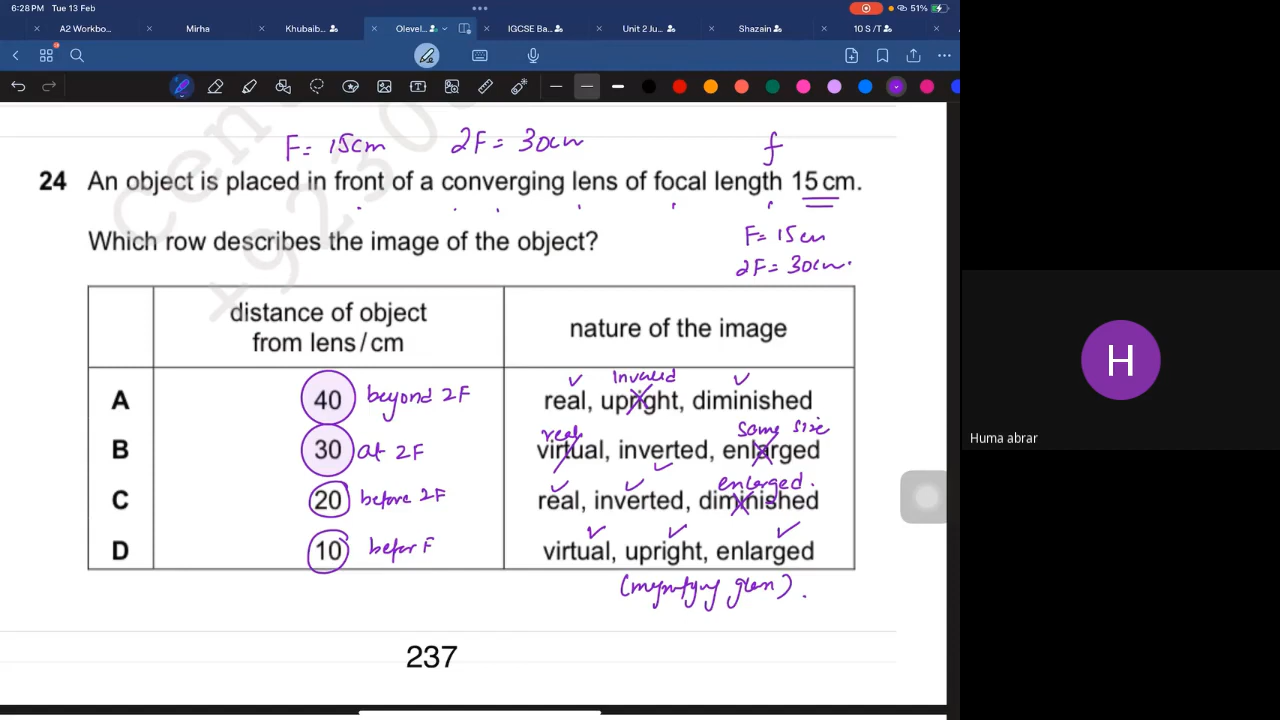 6:28 PM Tue 13 Feb
51%
A2 Workbo...
Mirha
Khubaib...
Olevel...
IGCSE Ba...
Unit 2 Ju...
Shazain
10 S /T
F= 15cm 2F= 30cm f
24 An object is placed in front of a converging lens of focal length 15 cm.
F= 15cm
Which row describes the image of the object?
2F= 30cm.
distance of object from lens/cm
nature of the image
Invered
A 40 beyond 2F real, upright, diminished
real same size
B 30 at 2F virtual, inverted, enlarged
enlarged.
C 20 before 2F real, inverted, diminished
D 10 befor F virtual, upright, enlarged
(magnifying glass).
237
H
Huma abrar